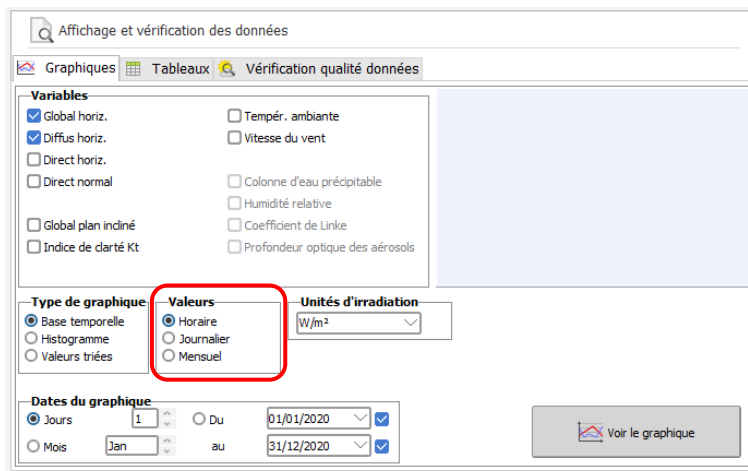 Affichage et vérification des données
Graphiques Tableaux Vérification qualité données
Variables
Global horiz. Tempér. ambiante
Diffus horiz. Vitesse du vent
Direct horiz.
Direct normal Colonne d'eau précipitable
Humidité relative
Global plan incliné Coefficient de Linke
Indice de clarté Kt Profondeur optique des aérosols
Type de graphique Valeurs Unités d'irradiation
Base temporelle Horaire W/m²
Histogramme Journalier
Valeurs triées Mensuel
Dates du graphique
Jours 1 Du 01/01/2020
Mois Jan au 31/12/2020
Voir le graphique